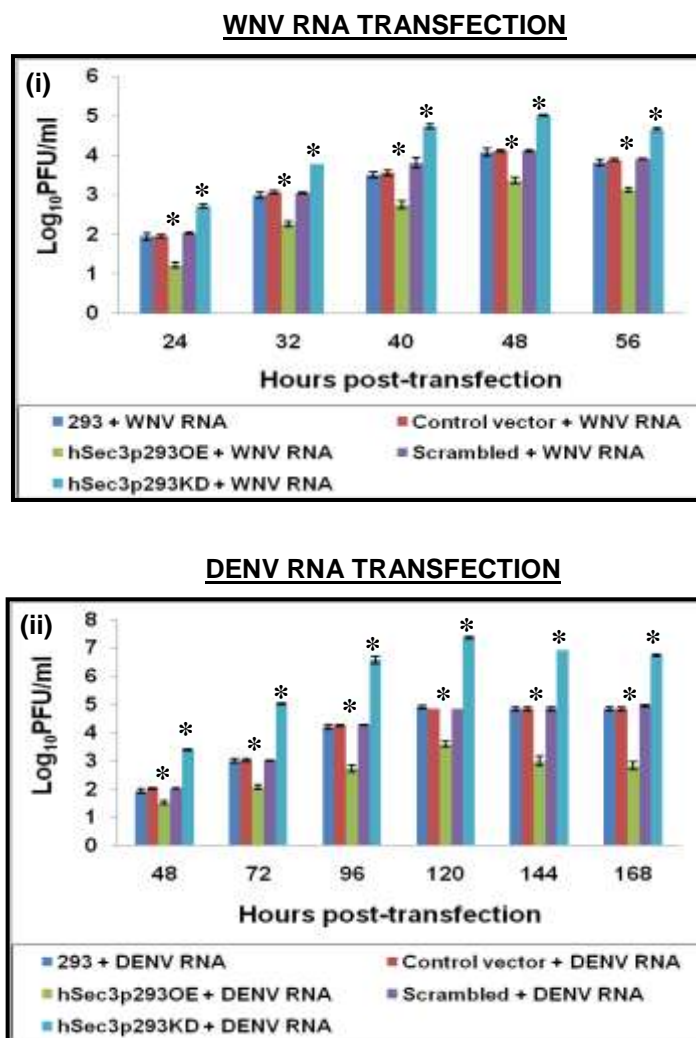 WNV RNA TRANSFECTION
(i)
6
5
4
3
2
1
0
Log10PFU/ml
* * * * * * * * * *
24 32 40 48 56
Hours post-transfection
293 + WNV RNA Control vector + WNV RNA
hSec3p293OE + WNV RNA Scrambled + WNV RNA
hSec3p293KD + WNV RNA
DENV RNA TRANSFECTION
(ii)
8
7
6
5
4
3
2
1
0
Log10PFU/ml
* * * * * * * * * * * *
48 72 96 120 144 168
Hours post-transfection
293 + DENV RNA Control vector + DENV RNA
hSec3p293OE + DENV RNA Scrambled + DENV RNA
hSec3p293KD + DENV RNA